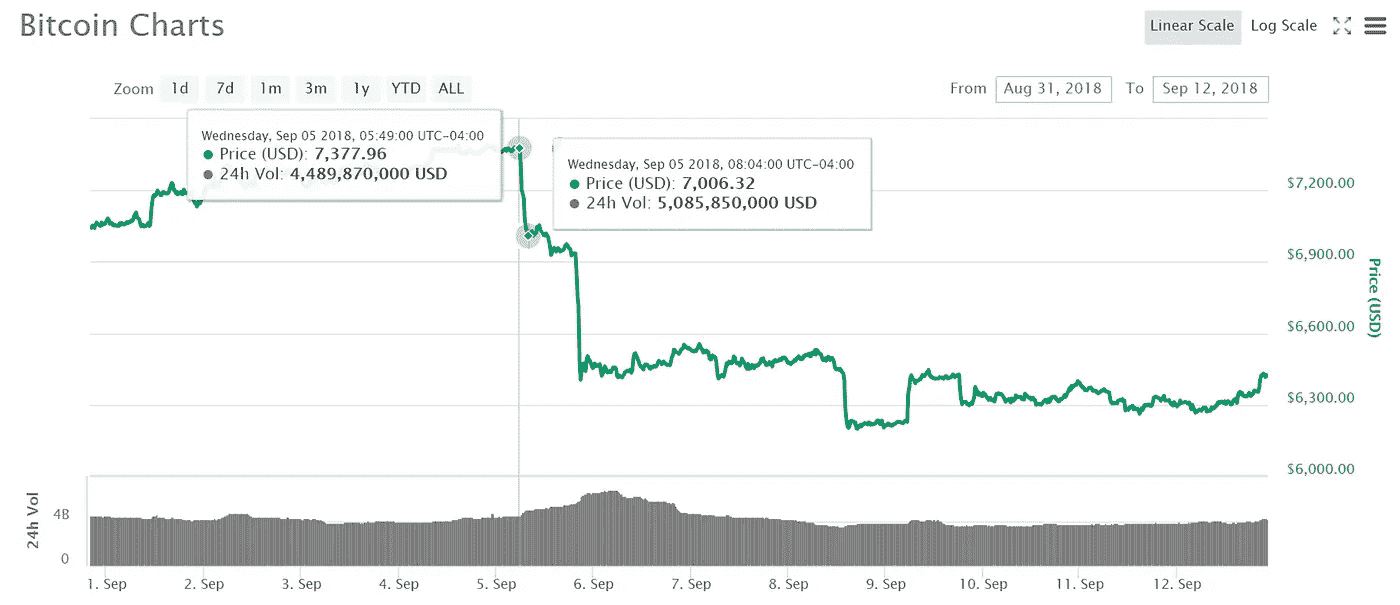 Bitcoin Charts
Linear Scale Log Scale
Zoom 1d 7d 1m 3m 1y YTD ALL
From Aug 31, 2018 To Sep 12, 2018
Wednesday, Sep 05 2018, 05:49:00 UTC-04:00
Price (USD): 7,377.96
24h Vol: 4,489,870,000 USD
Wednesday, Sep 05 2018, 08:04:00 UTC-04:00
Price (USD): 7,006.32
24h Vol: 5,085,850,000 USD
$7,200.00
$6,900.00
$6,600.00
$6,300.00
$6,000.00
Price (USD)
24h Vol
4B
0
1. Sep 2. Sep 3. Sep 4. Sep 5. Sep 6. Sep 7. Sep 8. Sep 9. Sep 10. Sep 11. Sep 12. Sep